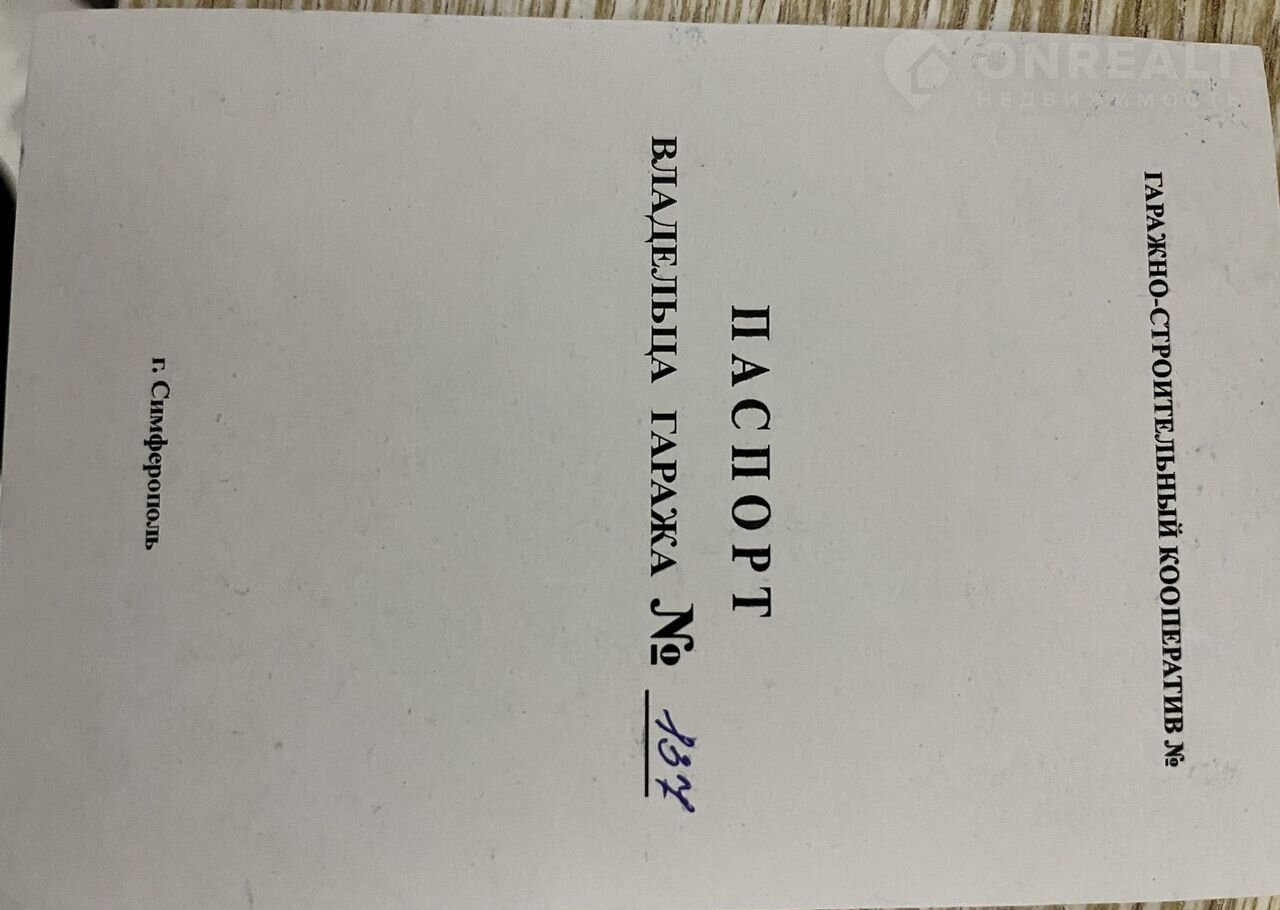 ГАРАЖНО-СТРОИТЕЛЬНЫЙ КООПЕРАТИВ №
ПАСПОРТ
ВЛАДЕЛЬЦА ГАРАЖА № 137
г. Симферополь
ONREALT
НЕДВИЖИМОСТЬ